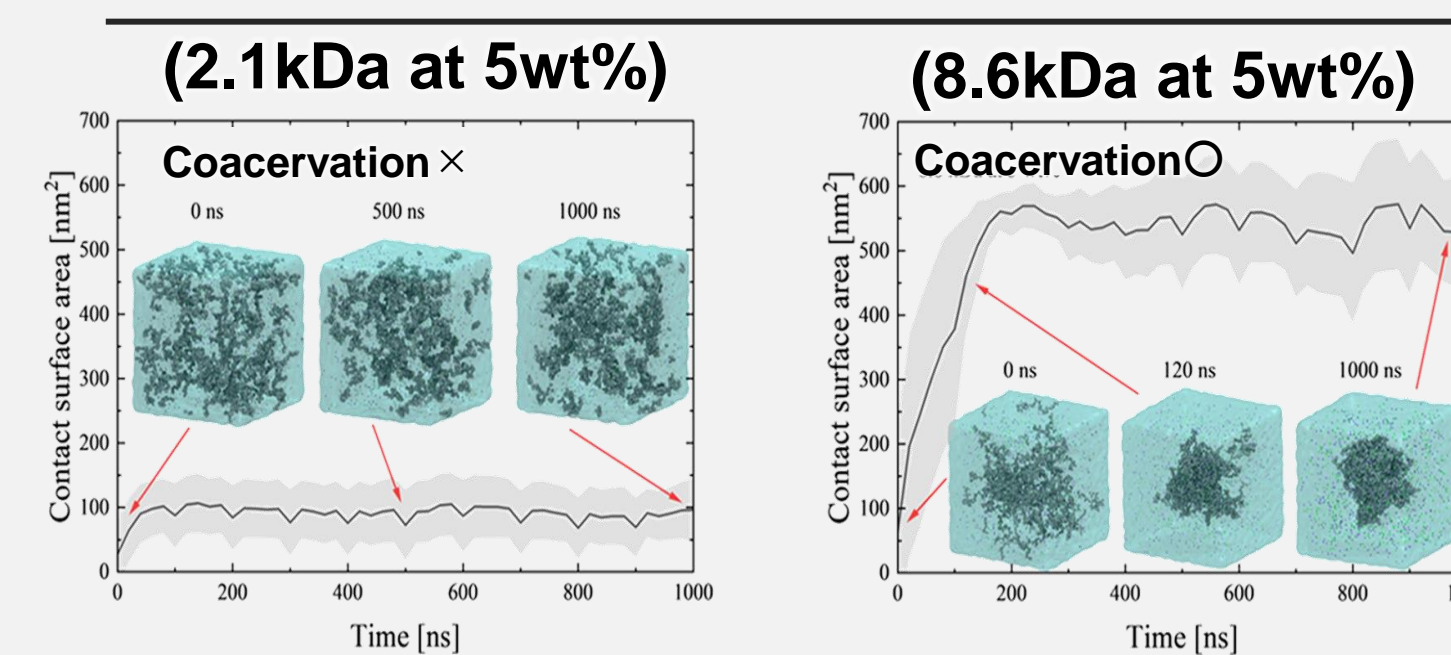 (2.1kDa at 5wt%)
Coacervation ×
0 ns 500 ns 1000 ns
700
600
500
400
300
200
100
0
Contact surface area [nm²]
0 200 400 600 800 1000
Time [ns]
(8.6kDa at 5wt%)
Coacervation○
0 ns 120 ns 1000 ns
700
600
500
400
300
200
100
0
Contact surface area [nm²]
0 200 400 600 800
Time [ns]